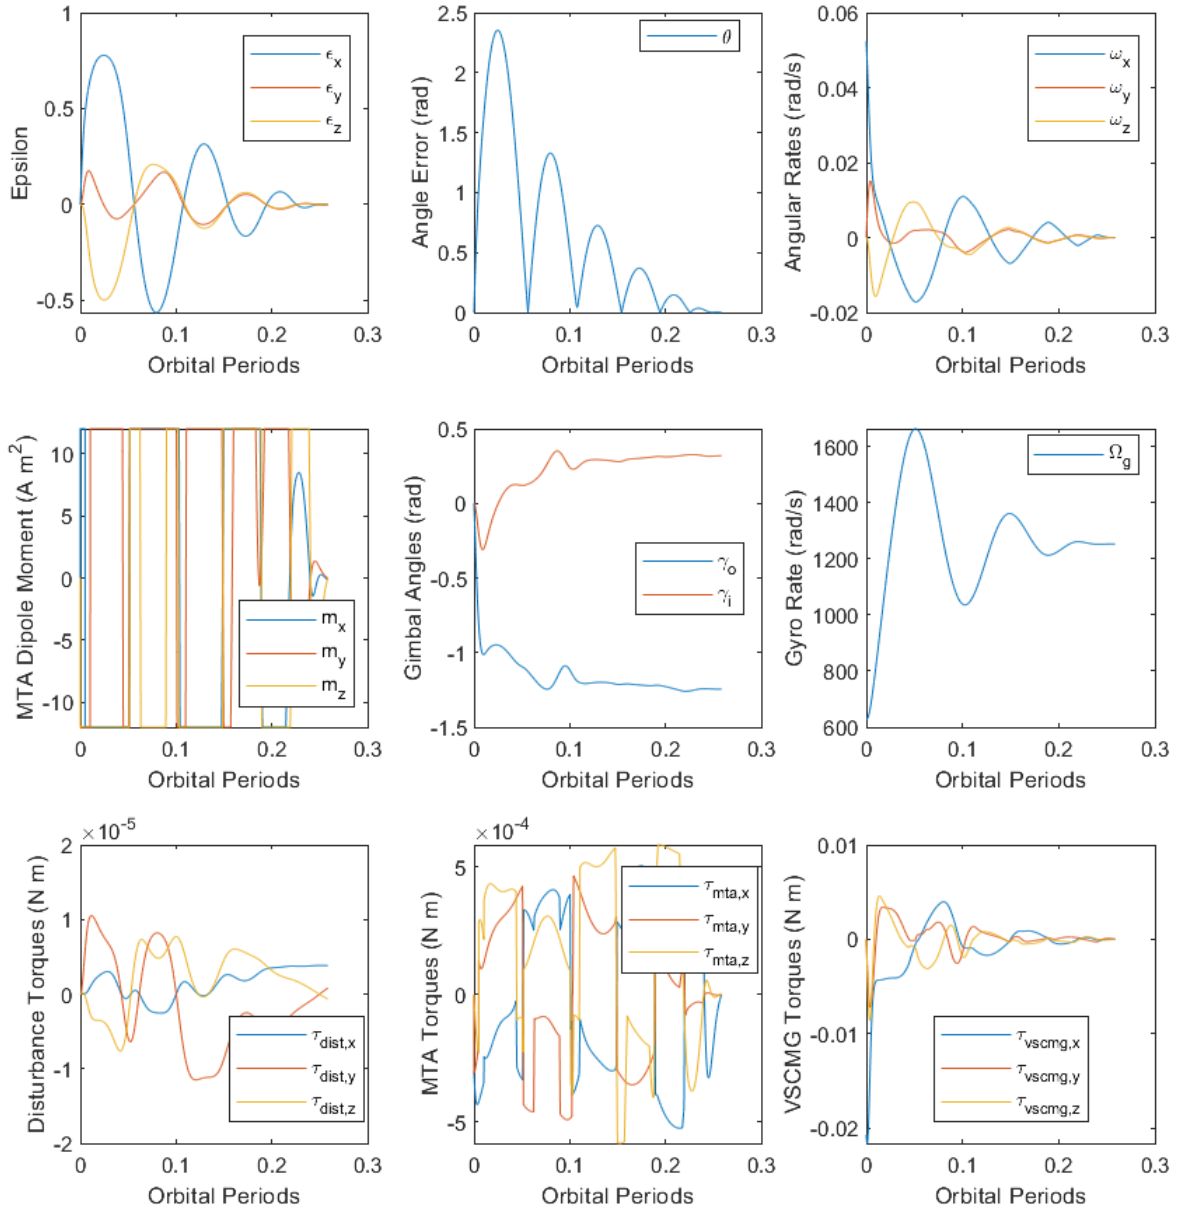 1
0.5
0
-0.5
0
0.1
0.2
0.3
Epsilon
Orbital Periods
ϵx
ϵy
ϵz
2.5
2
1.5
1
0.5
0
0
0.1
0.2
0.3
Angle Error (rad)
Orbital Periods
θ
0.06
0.04
0.02
0
-0.02
0
0.1
0.2
0.3
Angular Rates (rad/s)
Orbital Periods
ωx
ωy
ωz
10
5
0
-5
-10
0
0.1
0.2
0.3
MTA Dipole Moment (A m²)
Orbital Periods
mx
my
mz
0.5
0
-0.5
-1
-1.5
0
0.1
0.2
0.3
Gimbal Angles (rad)
Orbital Periods
γo
γi
1600
1400
1200
1000
800
600
0
0.1
0.2
0.3
Gyro Rate (rad/s)
Orbital Periods
Ωg
×10⁻⁵
2
1
0
-1
-2
0
0.1
0.2
0.3
Disturbance Torques (N m)
Orbital Periods
τdist,x
τdist,y
τdist,z
×10⁻⁴
5
0
-5
0
0.1
0.2
0.3
MTA Torques (N m)
Orbital Periods
τmta,x
τmta,y
τmta,z
0.01
0
-0.01
-0.02
0
0.1
0.2
0.3
VSCMG Torques (N m)
Orbital Periods
τvscmg,x
τvscmg,y
τvscmg,z